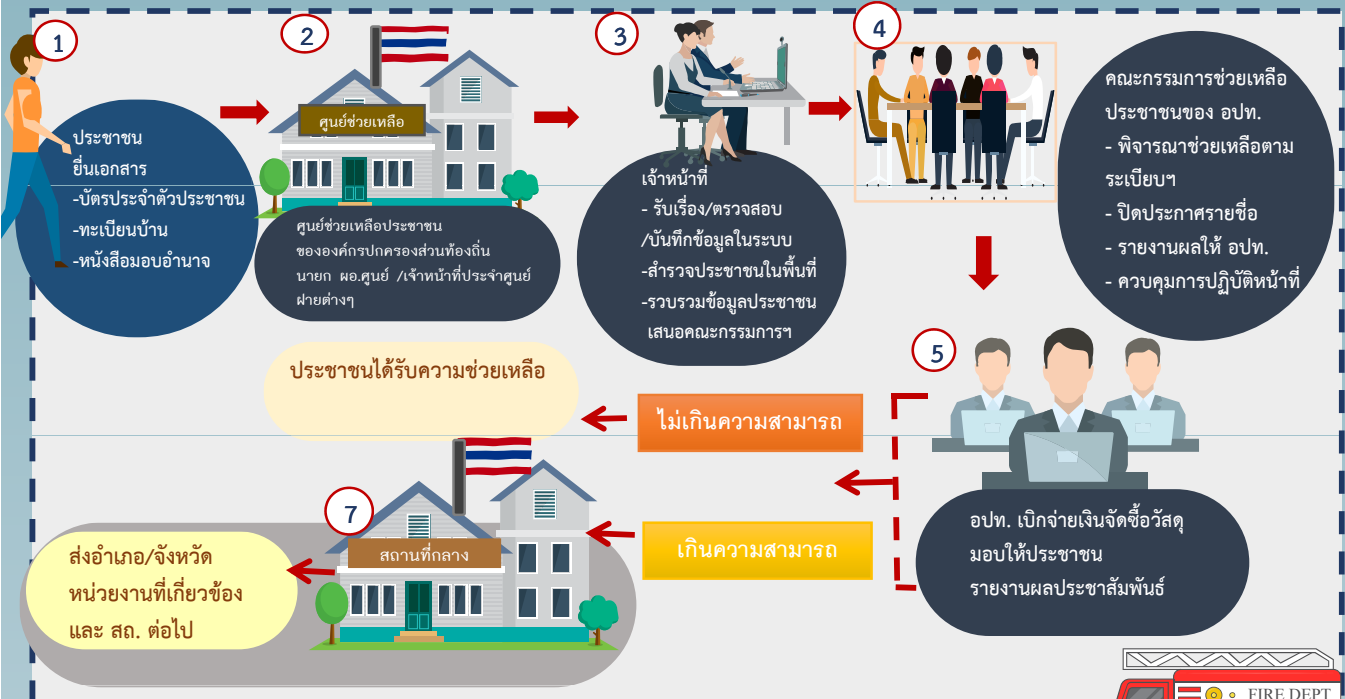 1
ประชาชน
ยื่นเอกสาร
-บัตรประจำตัวประชาชน
-ทะเบียนบ้าน
-หนังสือมอบอำนาจ
2
ศูนย์ช่วยเหลือ
ศูนย์ช่วยเหลือประชาชน
ขององค์กรปกครองส่วนท้องถิ่น
นายก ผอ.ศูนย์ /เจ้าหน้าที่ประจำศูนย์
ฝ่ายต่างๆ
3
เจ้าหน้าที่
- รับเรื่อง/ตรวจสอบ
/บันทึกข้อมูลในระบบ
-สำรวจประชาชนในพื้นที่
-รวบรวมข้อมูลประชาชน
เสนอคณะกรรมการฯ
4
คณะกรรมการช่วยเหลือ
ประชาชนของ อปท.
- พิจารณาช่วยเหลือตาม
ระเบียบฯ
- ปิดประกาศรายชื่อ
- รายงานผลให้ อปท.
- ควบคุมการปฏิบัติหน้าที่
5
อปท. เบิกจ่ายเงินจัดซื้อวัสดุ
มอบให้ประชาชน
รายงานผลประชาสัมพันธ์
ไม่เกินความสามารถ
ประชาชนได้รับความช่วยเหลือ
เกินความสามารถ
7
สถานที่กลาง
ส่งอำเภอ/จังหวัด
หน่วยงานที่เกี่ยวข้อง
และ สถ. ต่อไป
FIRE DEPT